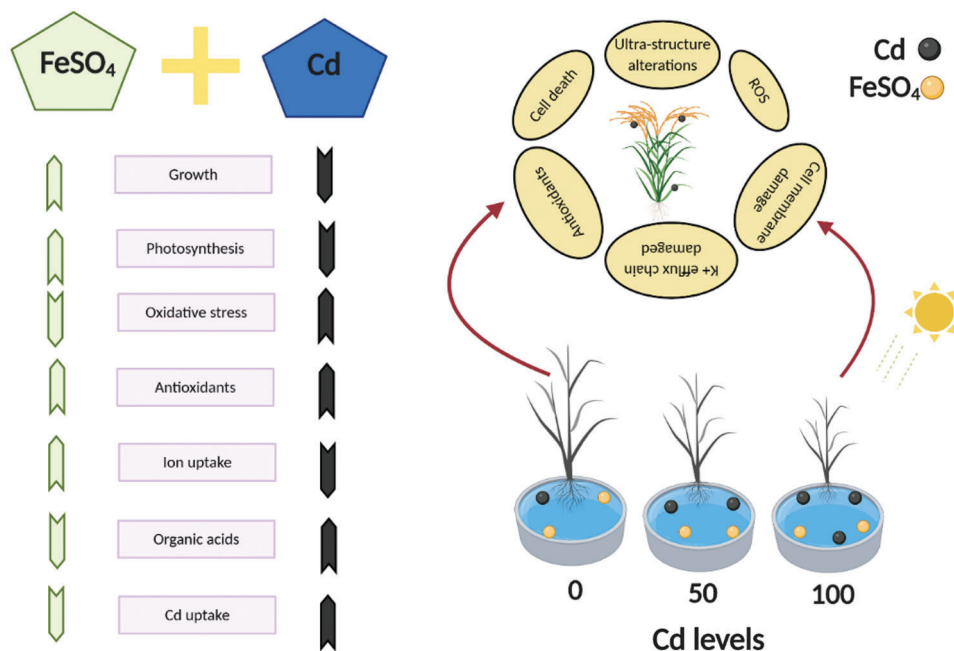 FeSO₄
Cd
Growth
Photosynthesis
Oxidative stress
Antioxidants
Ion uptake
Organic acids
Cd uptake
Ultra-structure
alterations
ROS
Cell membrane
damage
K+ efflux chain
damaged
Antioxidants
Cell death
Cd
FeSO₄
0
50
100
Cd levels